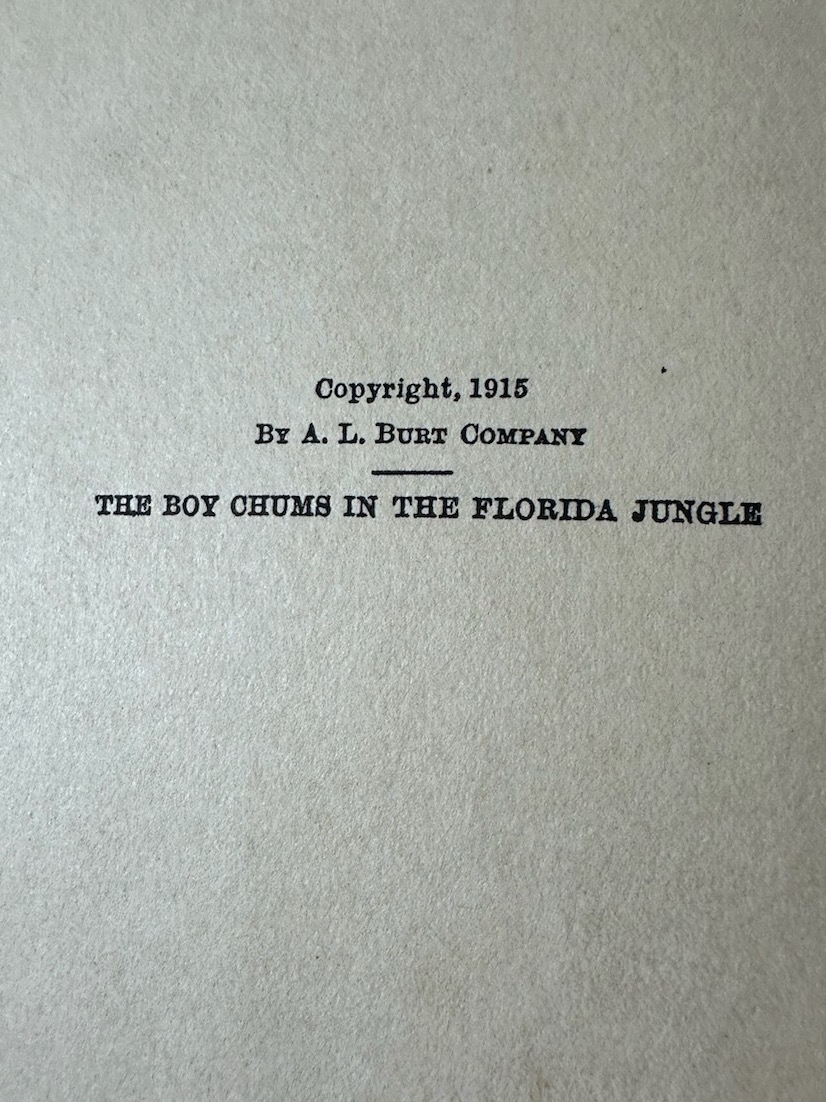 Copyright, 1915
By A. L. Burt Company
THE BOY CHUMS IN THE FLORIDA JUNGLE